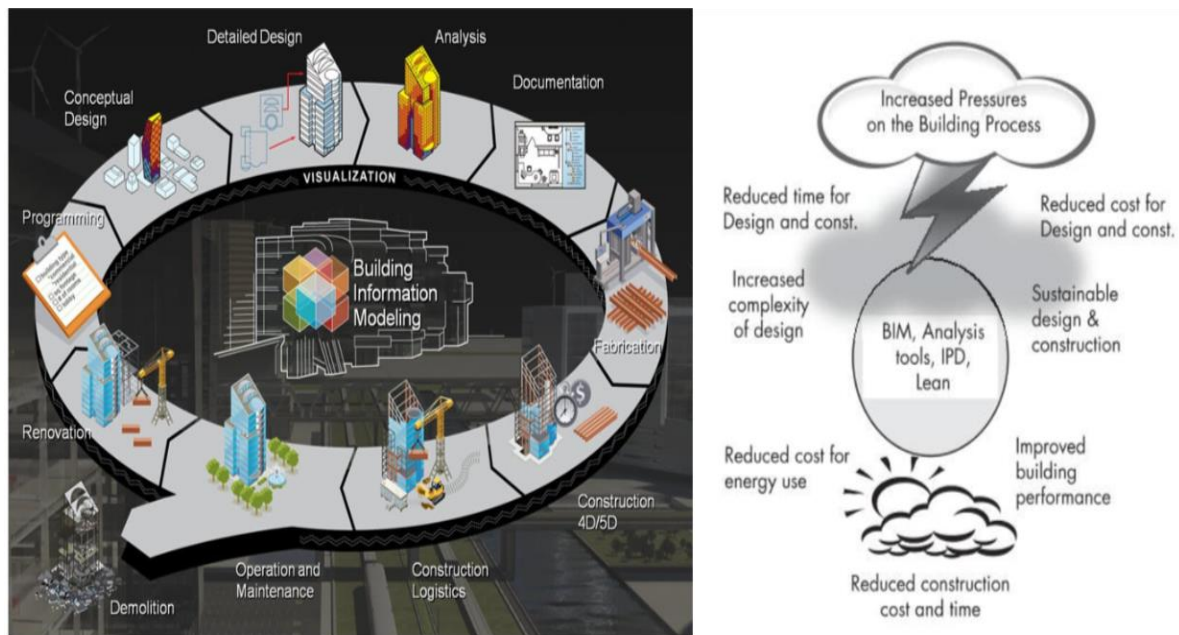 Detailed Design
Analysis
Documentation
Conceptual
Design
VISUALIZATION
Programming
Building
Information
Modeling
Fabrication
Renovation
Construction
4D/5D
Operation and
Maintenance
Construction
Logistics
Demolition
$
Increased Pressures
on the Building Process
Reduced time for
Design and const.
Reduced cost for
Design and const.
Increased
complexity
of design
Sustainable
design &
construction
BIM, Analysis
tools, IPD,
Lean
Reduced cost for
energy use
Improved
building
performance
Reduced construction
cost and time